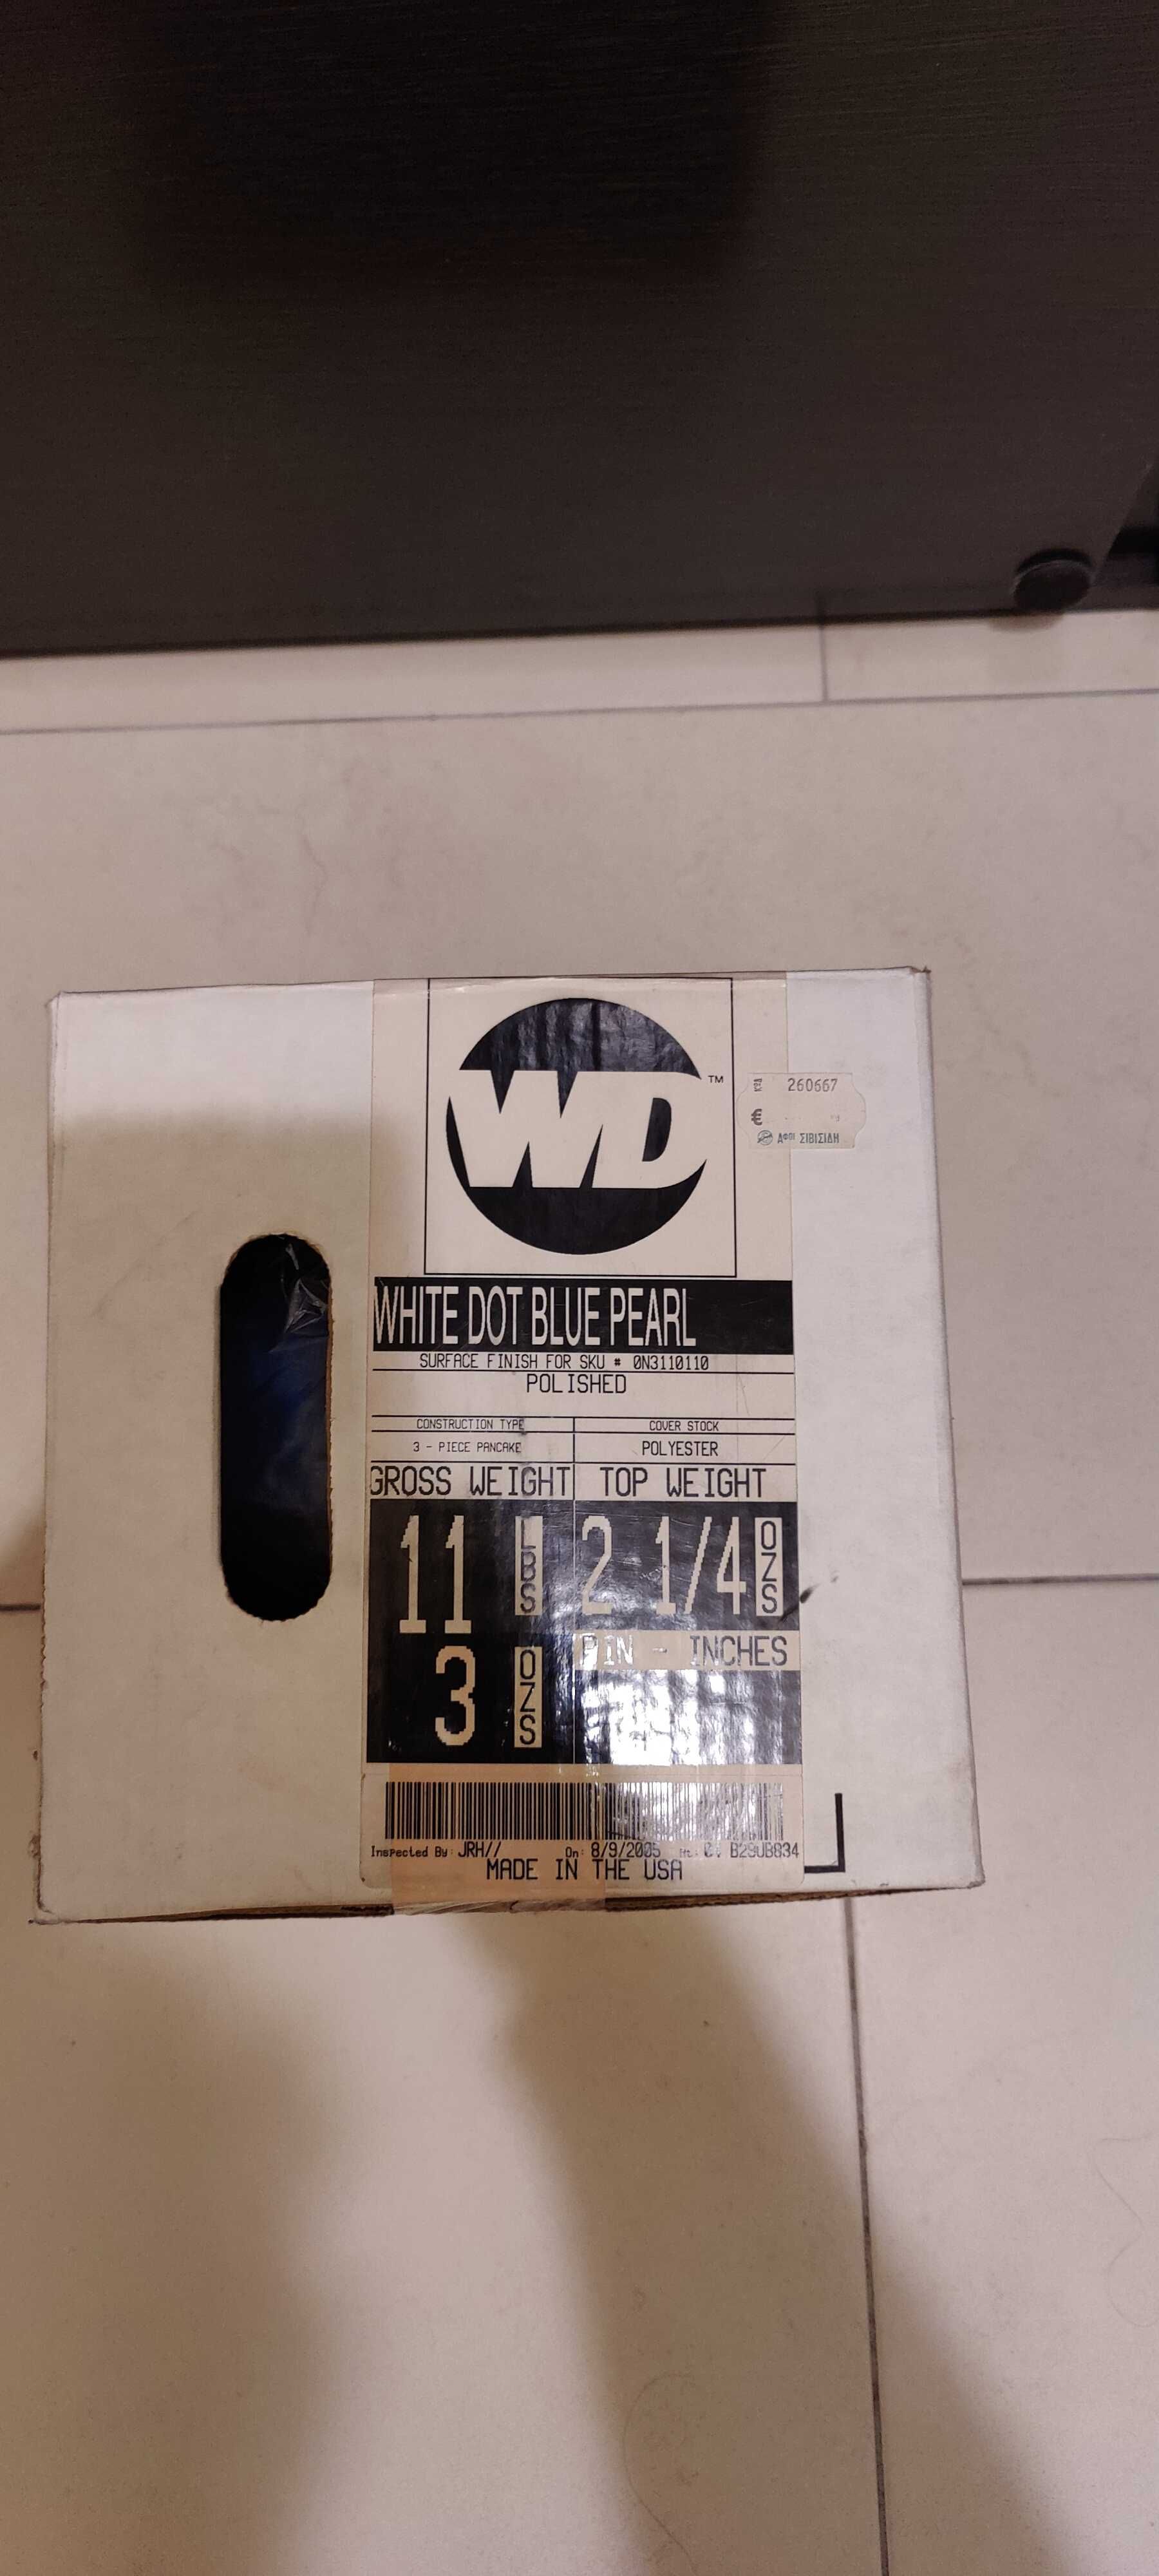 WD™
260667
€
ΑΦΟΙ ΣΙΒΙΣΙΔΗ
WHITE DOT BLUE PEARL
SURFACE FINISH FOR SKU # 0N3110110
POLISHED
CONSTRUCTION TYPE COVER STOCK
3 - PIECE PANCAKE POLYESTER
GROSS WEIGHT TOP WEIGHT
11 LBS 2 1/4 OZS
PIN - INCHES
3 OZS
Inspected By: JRH// On: 8/9/2005 B29UB834
MADE IN THE USA